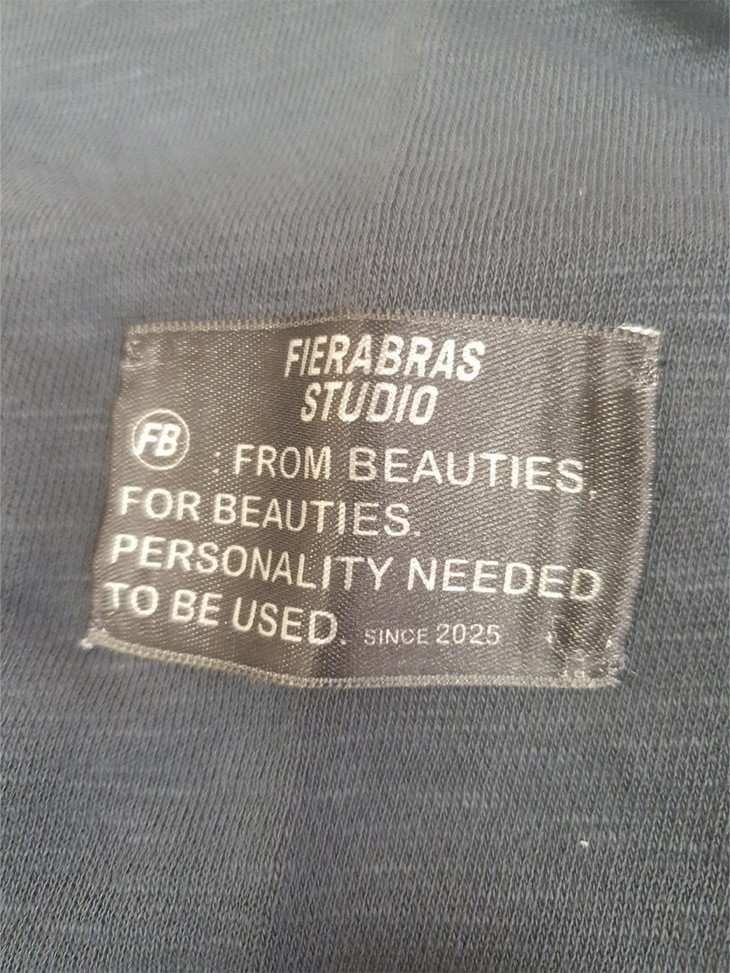 FIERABRAS
STUDIO
FB : FROM BEAUTIES,
FOR BEAUTIES.
PERSONALITY NEEDED
TO BE USED. SINCE 2025